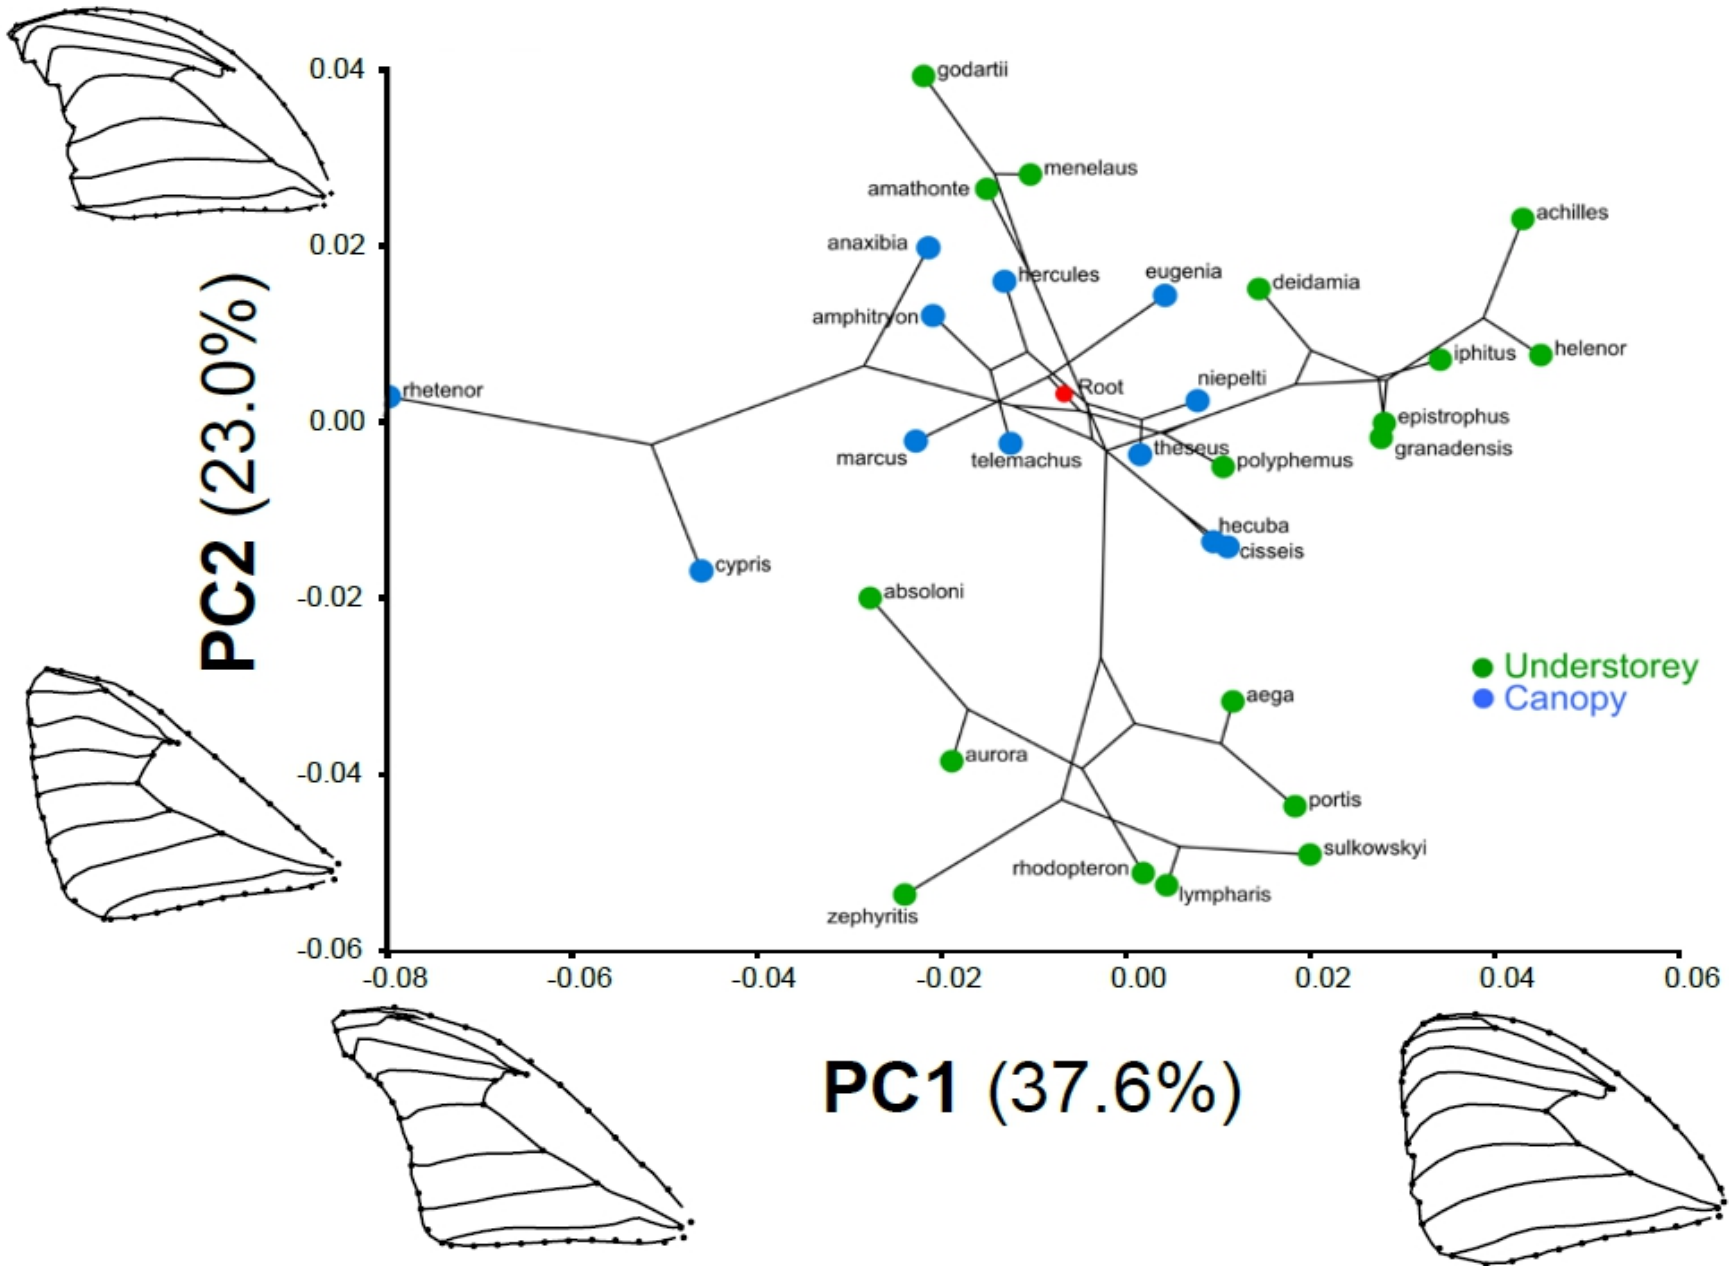 0.04
godartii
menelaus
amathonte
achilles
anaxibia
0.02
hercules
eugenia
deidamia
amphitryon
iphitus
helenor
rhetenor
Root
niepelti
0.00
epistrophus
marcus
telemachus
theseus
polyphemus
granadensis
hecuba
cisseis
cypris
PC2 (23.0%)
-0.02
absoloni
Understorey
Canopy
aega
aurora
-0.04
portis
sulkowskyi
rhodopteron
lympharis
zephyritis
-0.06
-0.08 -0.06 -0.04 -0.02 0.00 0.02 0.04 0.06
PC1 (37.6%)